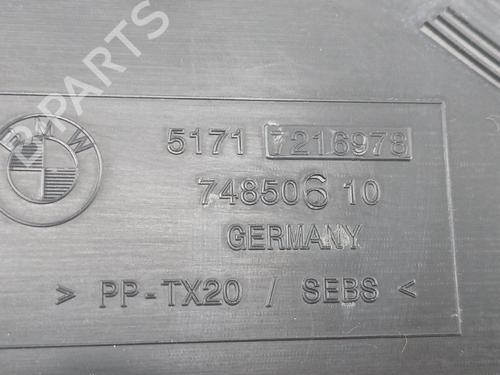 B-PARTS
BMW
5171 7216978
748506 10
GERMANY
> PP-TX20 / SEBS <